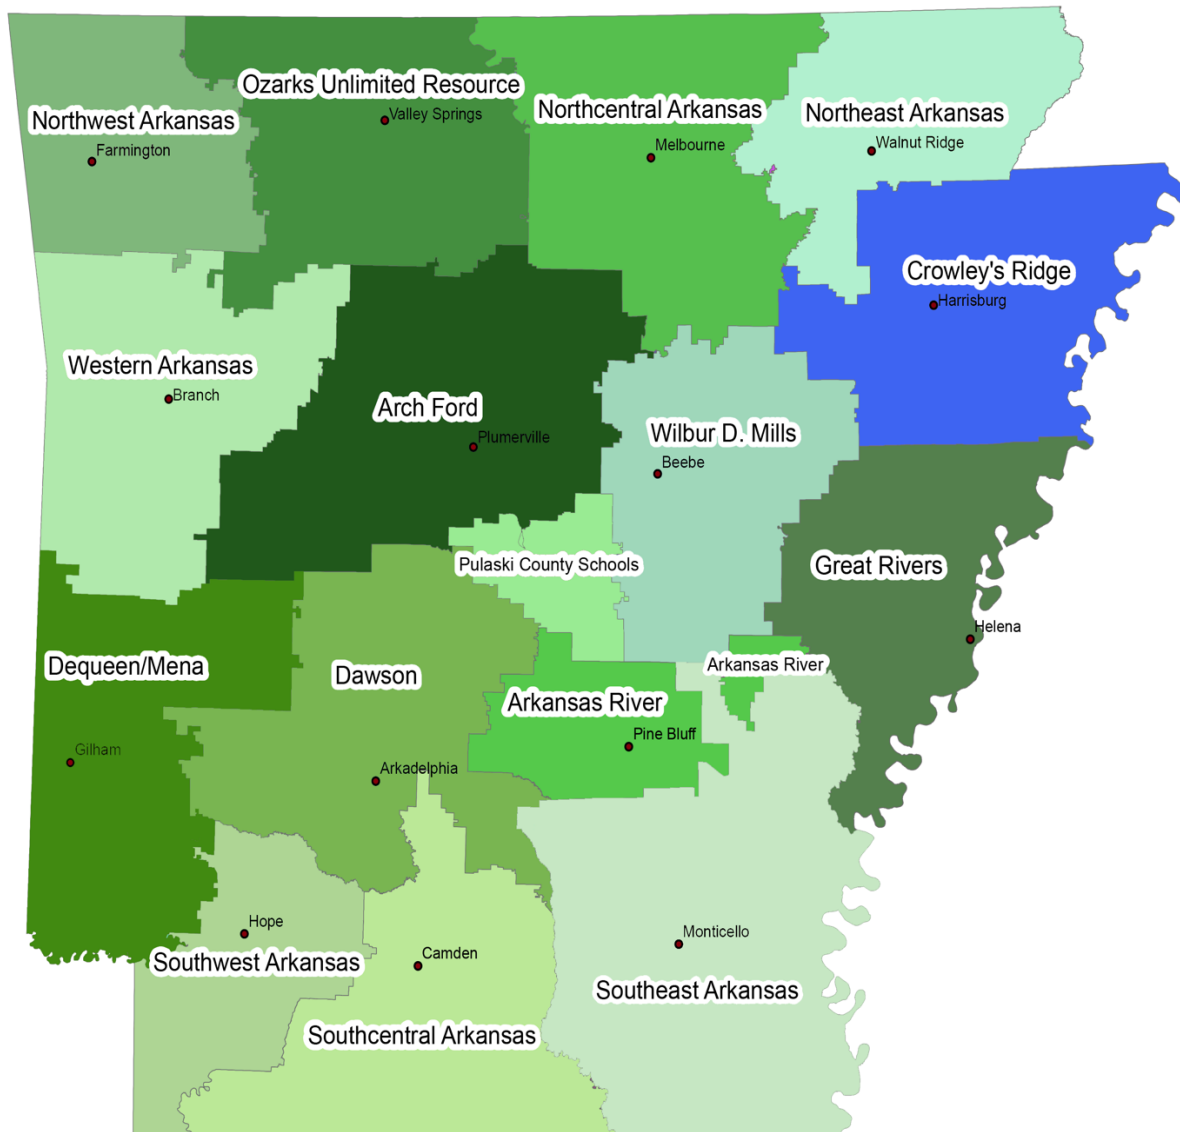 Ozarks Unlimited Resource
Valley Springs
Northwest Arkansas
Farmington
Northcentral Arkansas
Melbourne
Northeast Arkansas
Walnut Ridge
Crowley's Ridge
Harrisburg
Western Arkansas
Branch
Arch Ford
Plumerville
Wilbur D. Mills
Beebe
Pulaski County Schools
Great Rivers
Helena
Dequeen/Mena
Gilham
Dawson
Arkadelphia
Arkansas River
Pine Bluff
Arkansas River
Hope
Southwest Arkansas
Camden
Southcentral Arkansas
Monticello
Southeast Arkansas